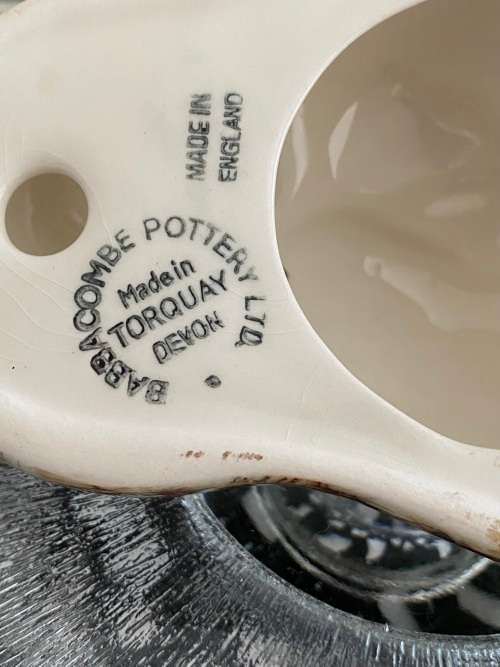 MADE IN
ENGLAND
BABBACOMBE POTTERY LTD.
Made in
TORQUAY
DEVON